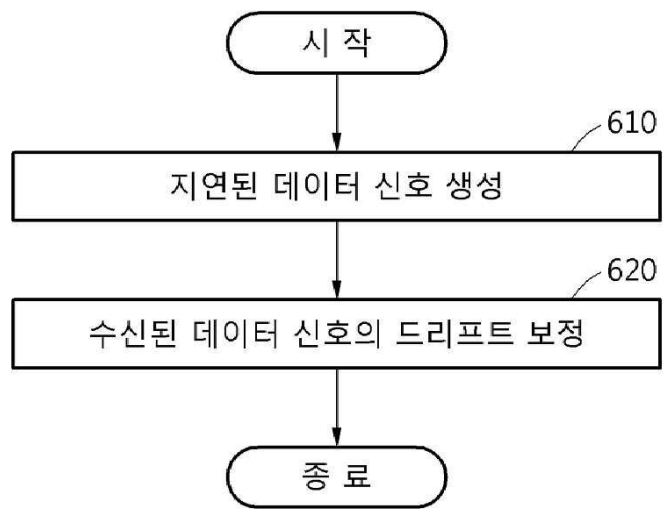 시 작
610
지연된 데이터 신호 생성
620
수신된 데이터 신호의 드리프트 보정
종 료